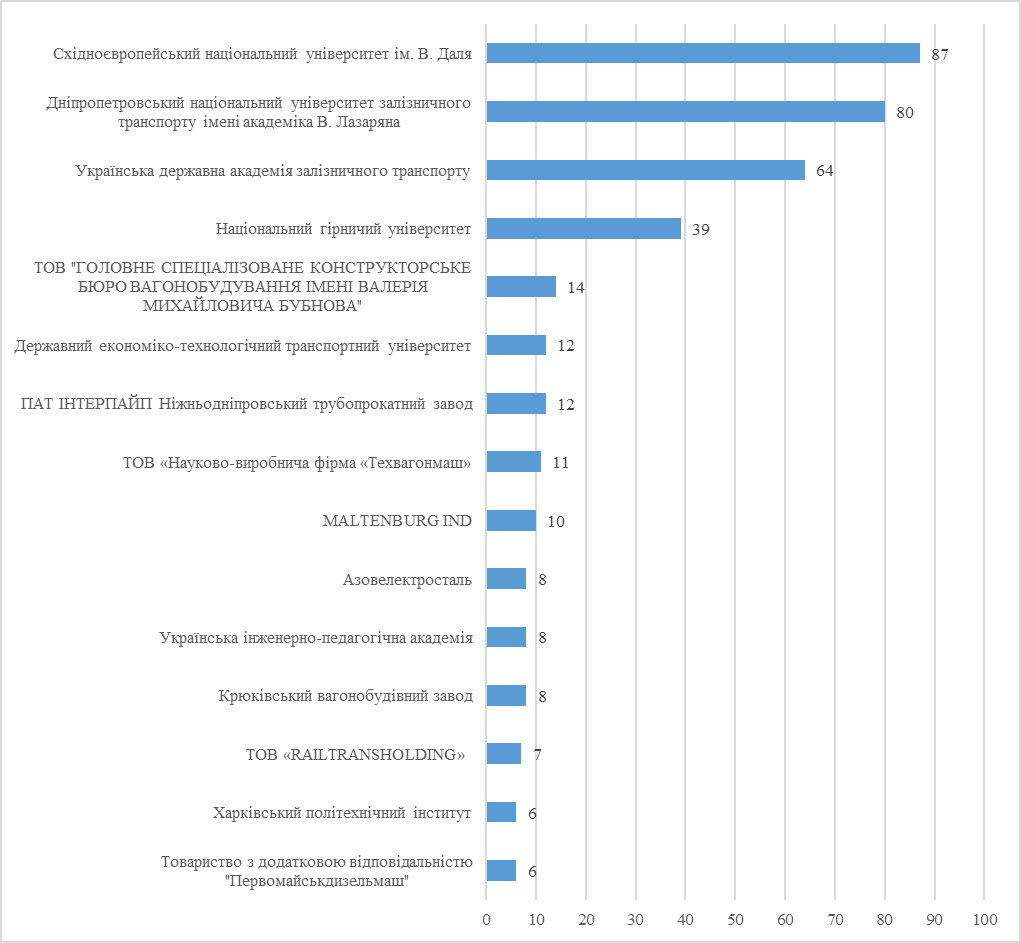 Східноєвропейський національний університет ім. В. Даля
87
Дніпропетровський національний університет залізничного
транспорту імені академіка В. Лазаряна
80
Українська державна академія залізничного транспорту
64
Національний гірничий університет
39
ТОВ "ГОЛОВНЕ СПЕЦІАЛІЗОВАНЕ КОНСТРУКТОРСЬКЕ
БЮРО ВАГОНОБУДУВАННЯ ІМЕНІ ВАЛЕРІЯ
МИХАЙЛОВИЧА БУБНОВА"
14
Державний економіко-технологічний транспортний університет
12
ПАТ ІНТЕРПАЙП Ніжньодніпровський трубопрокатний завод
12
ТОВ «Науково-виробнича фірма «Техвагонмаш»
11
MALTENBURG IND
10
Азовелектросталь
8
Українська інженерно-педагогічна академія
8
Крюківський вагонобудівний завод
8
ТОВ «RAILTRANSHOLDING»
7
Харківський політехнічний інститут
6
Товариство з додатковою відповідальністю
"Первомайськдизельмаш"
6
0 10 20 30 40 50 60 70 80 90 100